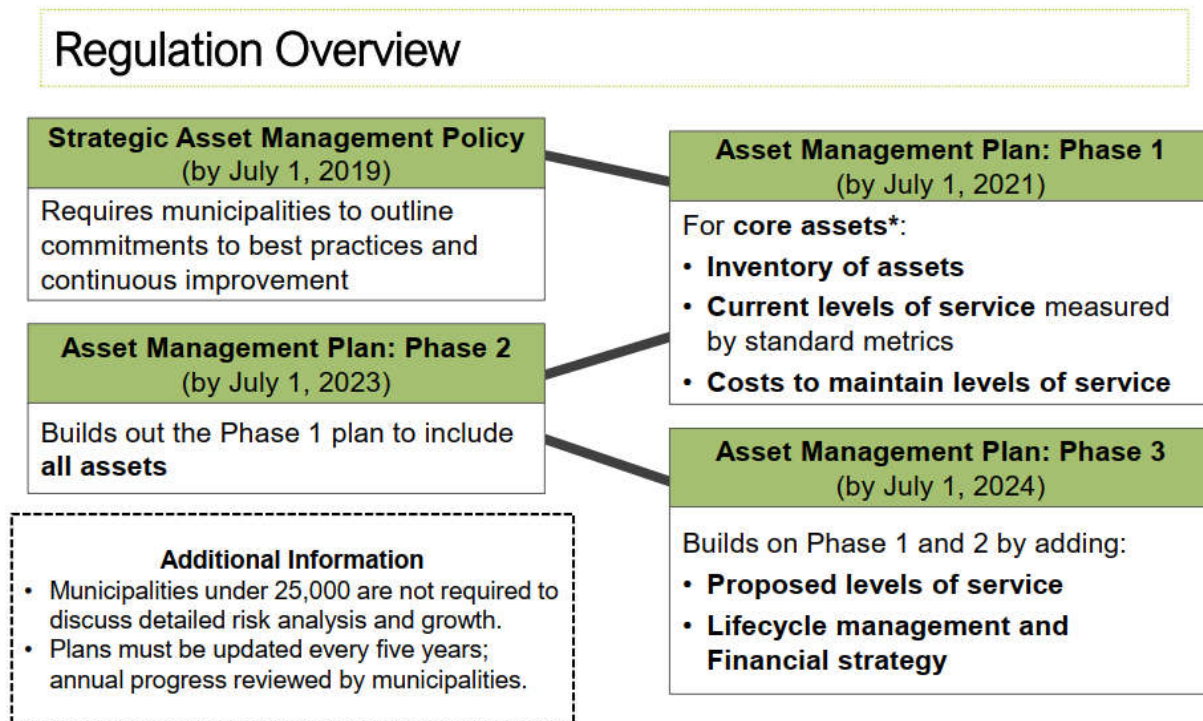 Regulation Overview
Strategic Asset Management Policy
(by July 1, 2019)
Requires municipalities to outline
commitments to best practices and
continuous improvement
Asset Management Plan: Phase 1
(by July 1, 2021)
For core assets*:
• Inventory of assets
• Current levels of service measured
by standard metrics
• Costs to maintain levels of service
Asset Management Plan: Phase 2
(by July 1, 2023)
Builds out the Phase 1 plan to include
all assets
Asset Management Plan: Phase 3
(by July 1, 2024)
Builds on Phase 1 and 2 by adding:
• Proposed levels of service
• Lifecycle management and
Financial strategy
Additional Information
• Municipalities under 25,000 are not required to
discuss detailed risk analysis and growth.
• Plans must be updated every five years;
annual progress reviewed by municipalities.